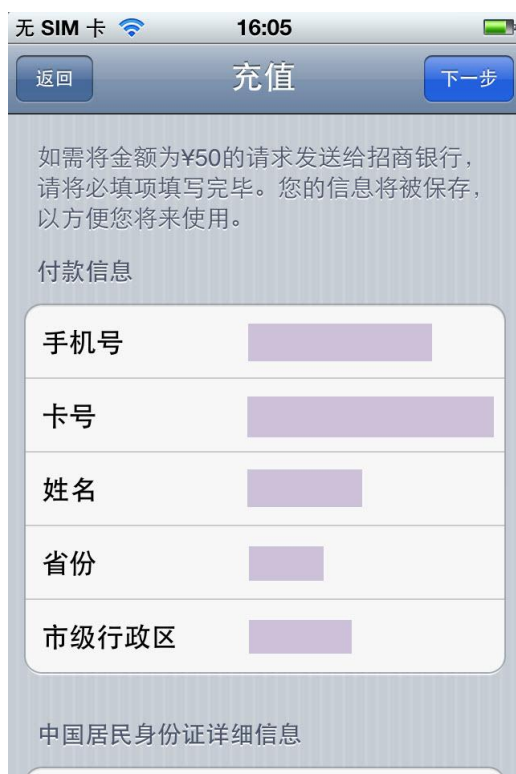 无 SIM 卡 16:05
返回 充值 下一步
如需将金额为¥50的请求发送给招商银行，
请将必填项填写完毕。您的信息将被保存，
以方便您将来使用。
付款信息
手机号
卡号
姓名
省份
市级行政区
中国居民身份证详细信息